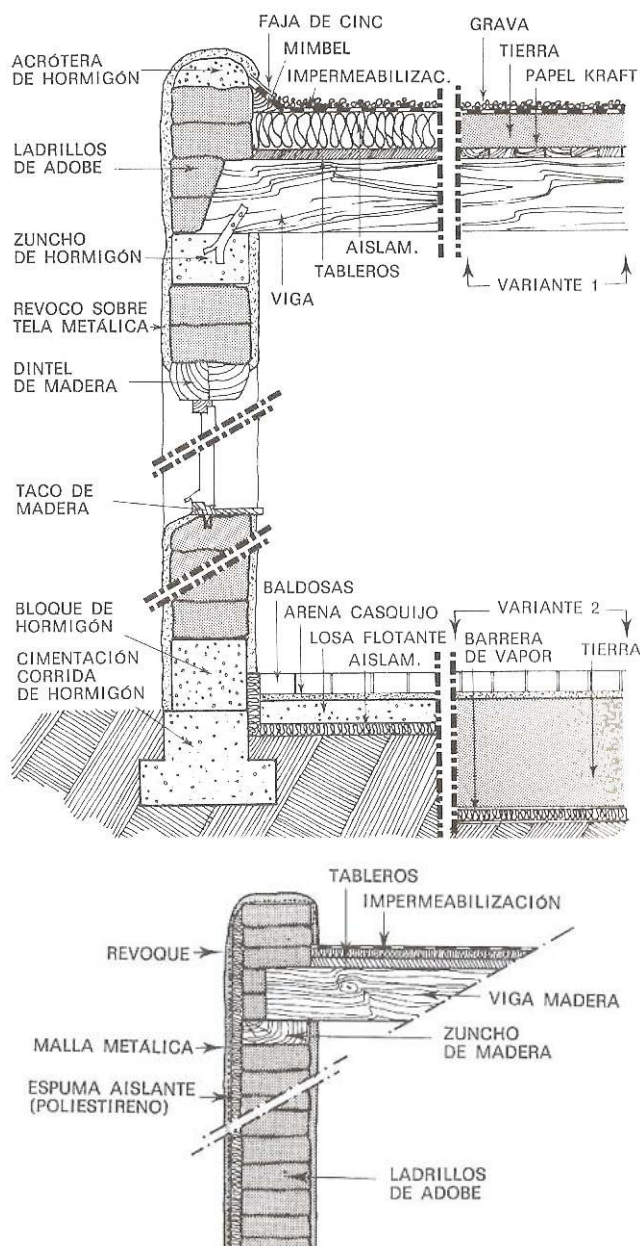 FAJA DE CINC
MIMBEL
IMPERMEABILIZAC.
GRAVA
TIERRA
PAPEL KRAFT
ACRÓTERA
DE HORMIGÓN
LADRILLOS
DE ADOBE
ZUNCHO
DE HORMIGÓN
AISLAM.
TABLEROS
VIGA
VARIANTE 1
REVOCO SOBRE
TELA METÁLICA
DINTEL
DE MADERA
TACO DE
MADERA
BLOQUE DE
HORMIGÓN
CIMENTACIÓN
CORRIDA
DE HORMIGÓN
BALDOSAS
ARENA CASQUIJO
LOSA FLOTANTE
AISLAM.
VARIANTE 2
BARRERA
DE VAPOR
TIERRA
TABLEROS
IMPERMEABILIZACIÓN
REVOQUE
VIGA MADERA
ZUNCHO
DE MADERA
MALLA METÁLICA
ESPUMA AISLANTE
(POLIESTIRENO)
LADRILLOS
DE ADOBE